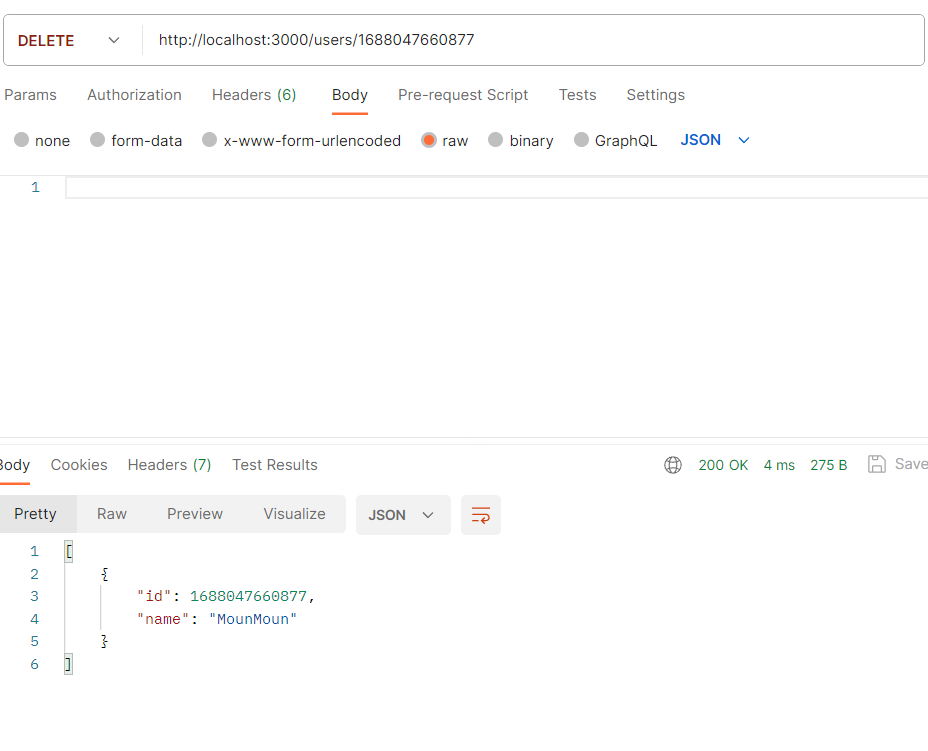 DELETE http://localhost:3000/users/1688047660877
Params Authorization Headers (6) Body Pre-request Script Tests Settings
none form-data x-www-form-urlencoded raw binary GraphQL JSON
1
Body Cookies Headers (7) Test Results 200 OK 4 ms 275 B Save
Pretty Raw Preview Visualize JSON
1 [
2 {
3 "id": 1688047660877,
4 "name": "MounMoun"
5 }
6 ]